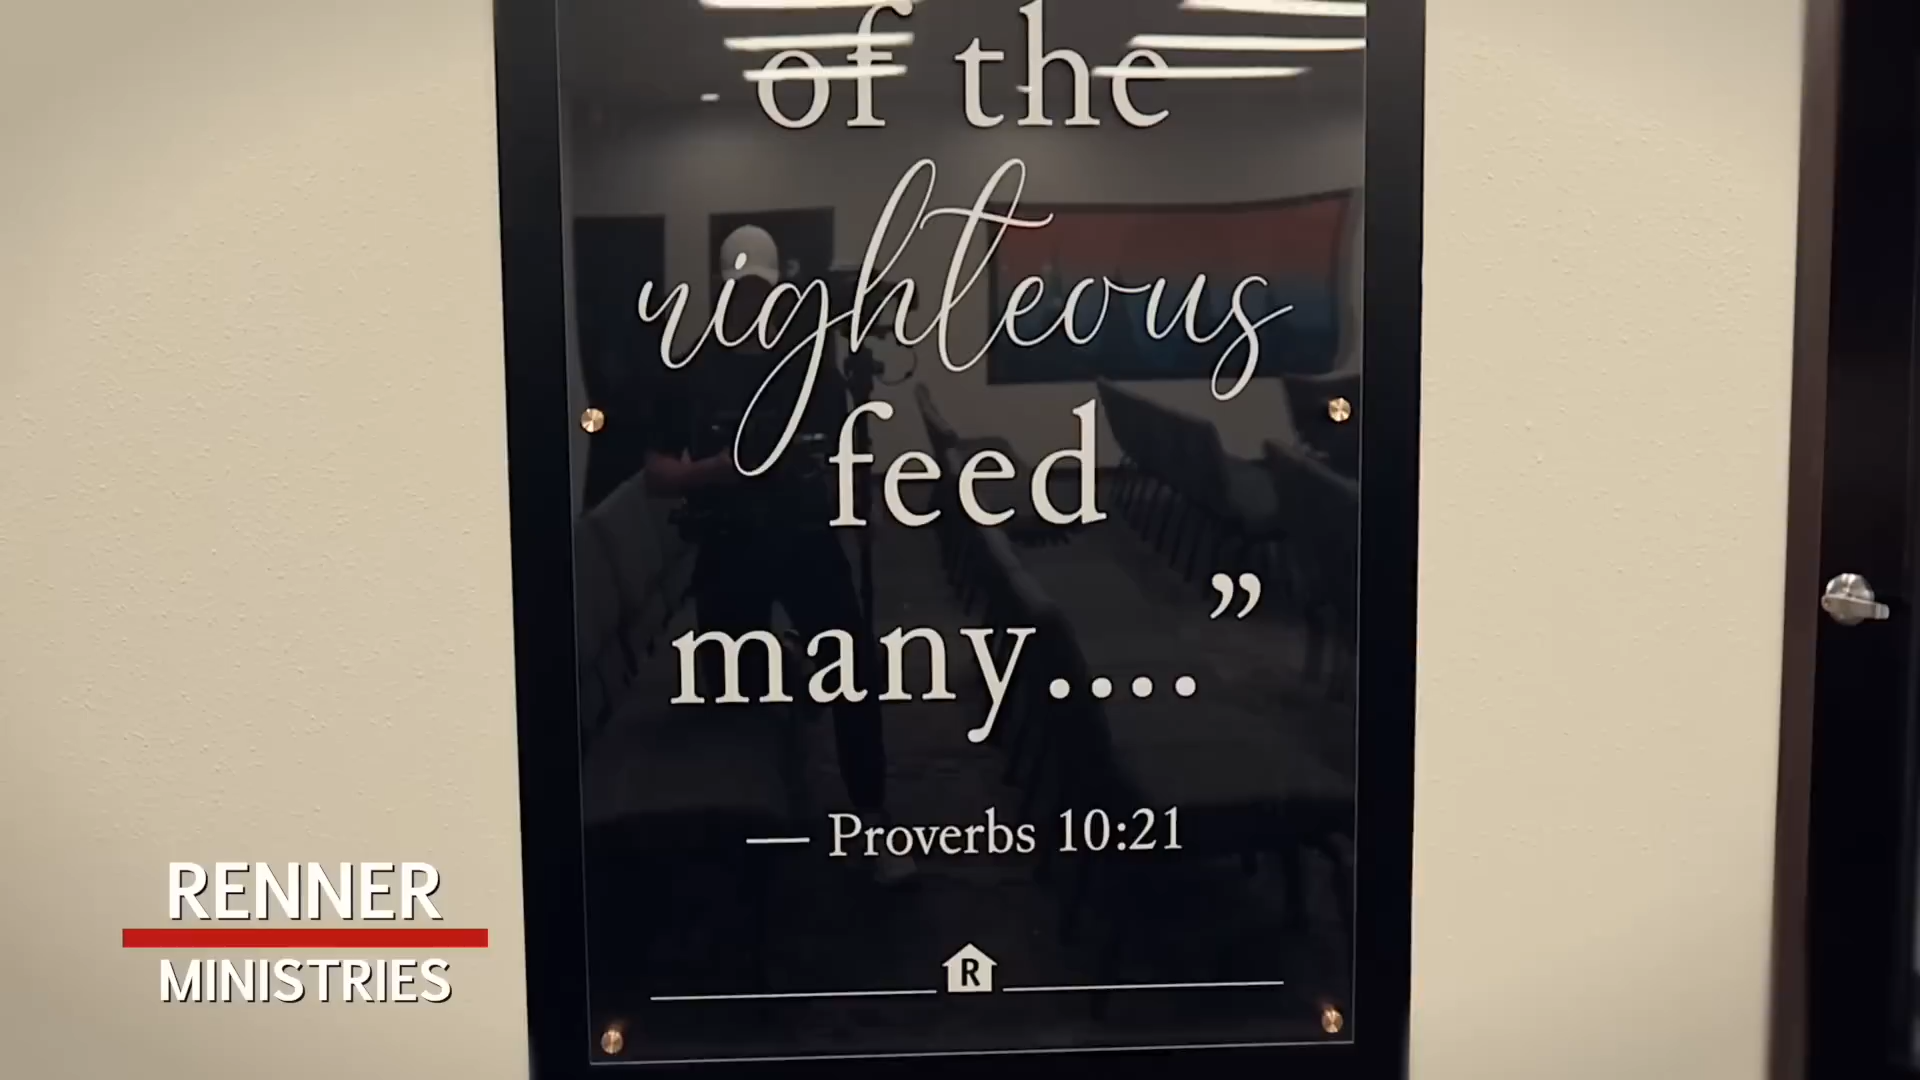 of the
righteous
feed
many....”
— Proverbs 10:21
R
RENNER
MINISTRIES